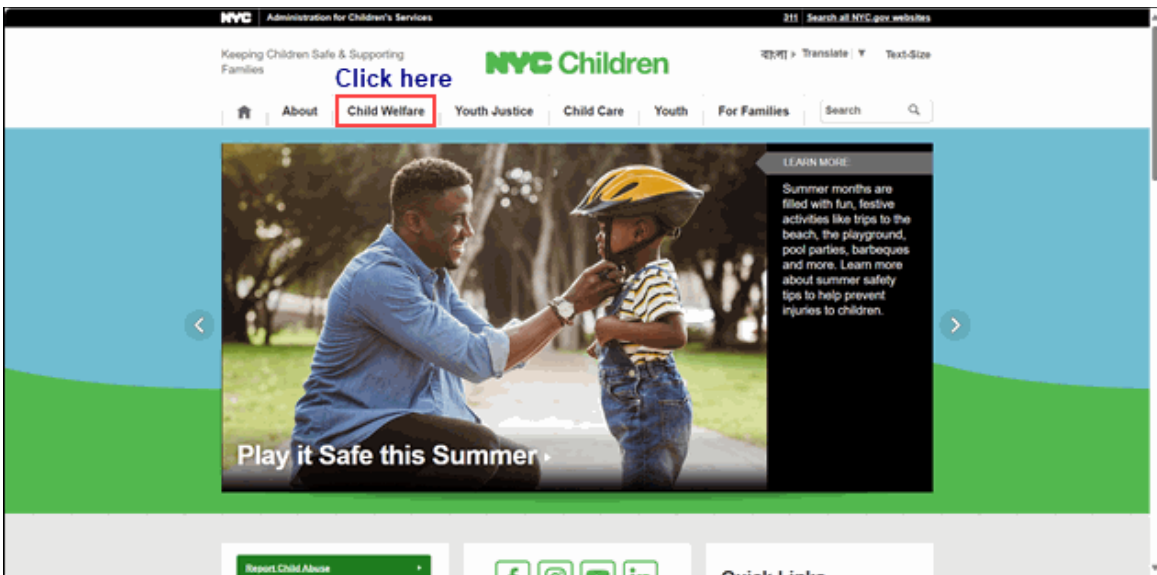 NYC Administration for Children's Services
311 Search all NYC.gov websites
Keeping Children Safe & Supporting
Families
NYC Children
বাংলা ▸ Translate | ▼ Text-Size
Click here
About Child Welfare Youth Justice Child Care Youth For Families Search
LEARN MORE:
Summer months are
filled with fun, festive
activities like trips to the
beach, the playground,
pool parties, barbeques
and more. Learn more
about summer safety
tips to help prevent
injuries to children.
Play it Safe this Summer
Report Child Abuse
Quick Links